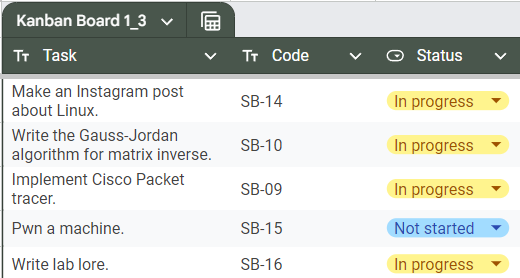 Kanban Board 1_3
Tт Task Tт Code Status
Make an Instagram post
about Linux.
SB-14 In progress
Write the Gauss-Jordan
algorithm for matrix inverse.
SB-10 In progress
Implement Cisco Packet
tracer.
SB-09 In progress
Pwn a machine. SB-15 Not started
Write lab lore. SB-16 In progress